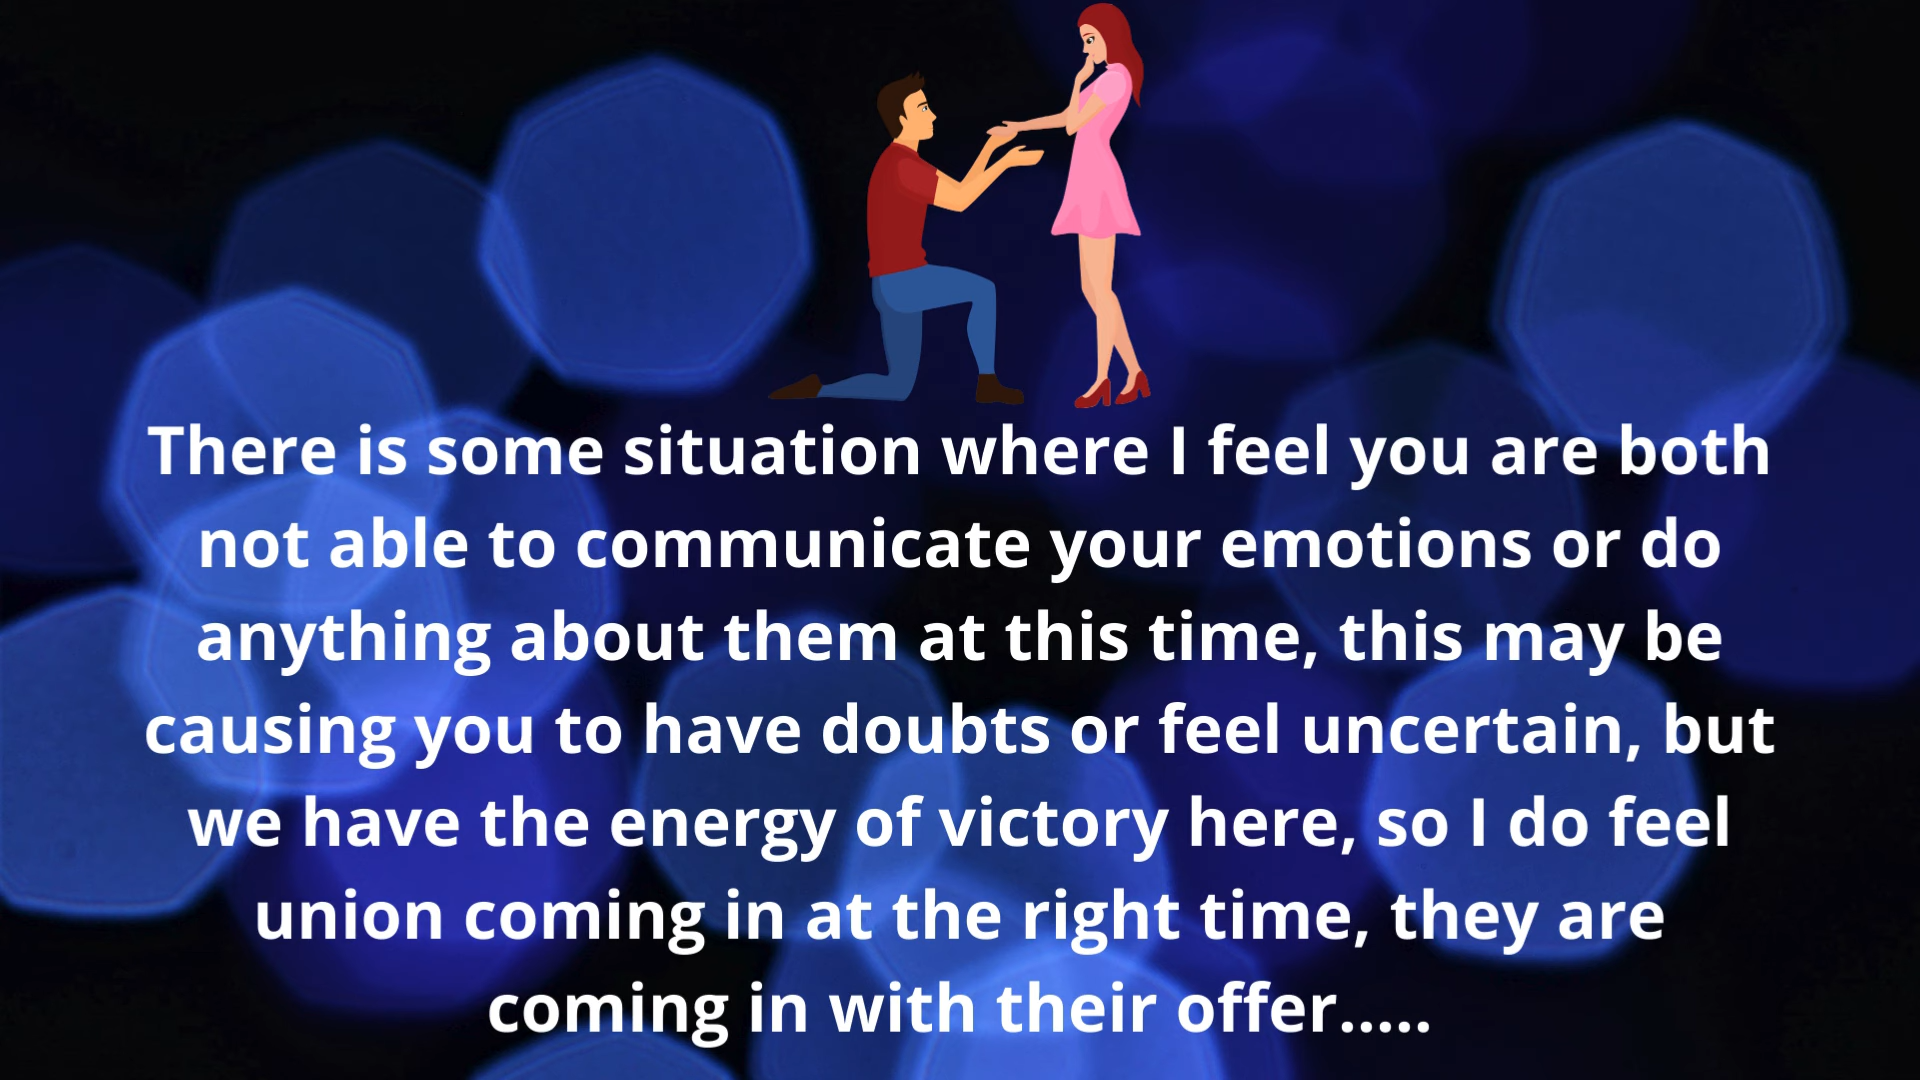 There is some situation where I feel you are both
not able to communicate your emotions or do
anything about them at this time, this may be
causing you to have doubts or feel uncertain, but
we have the energy of victory here, so I do feel
union coming in at the right time, they are
coming in with their offer.....